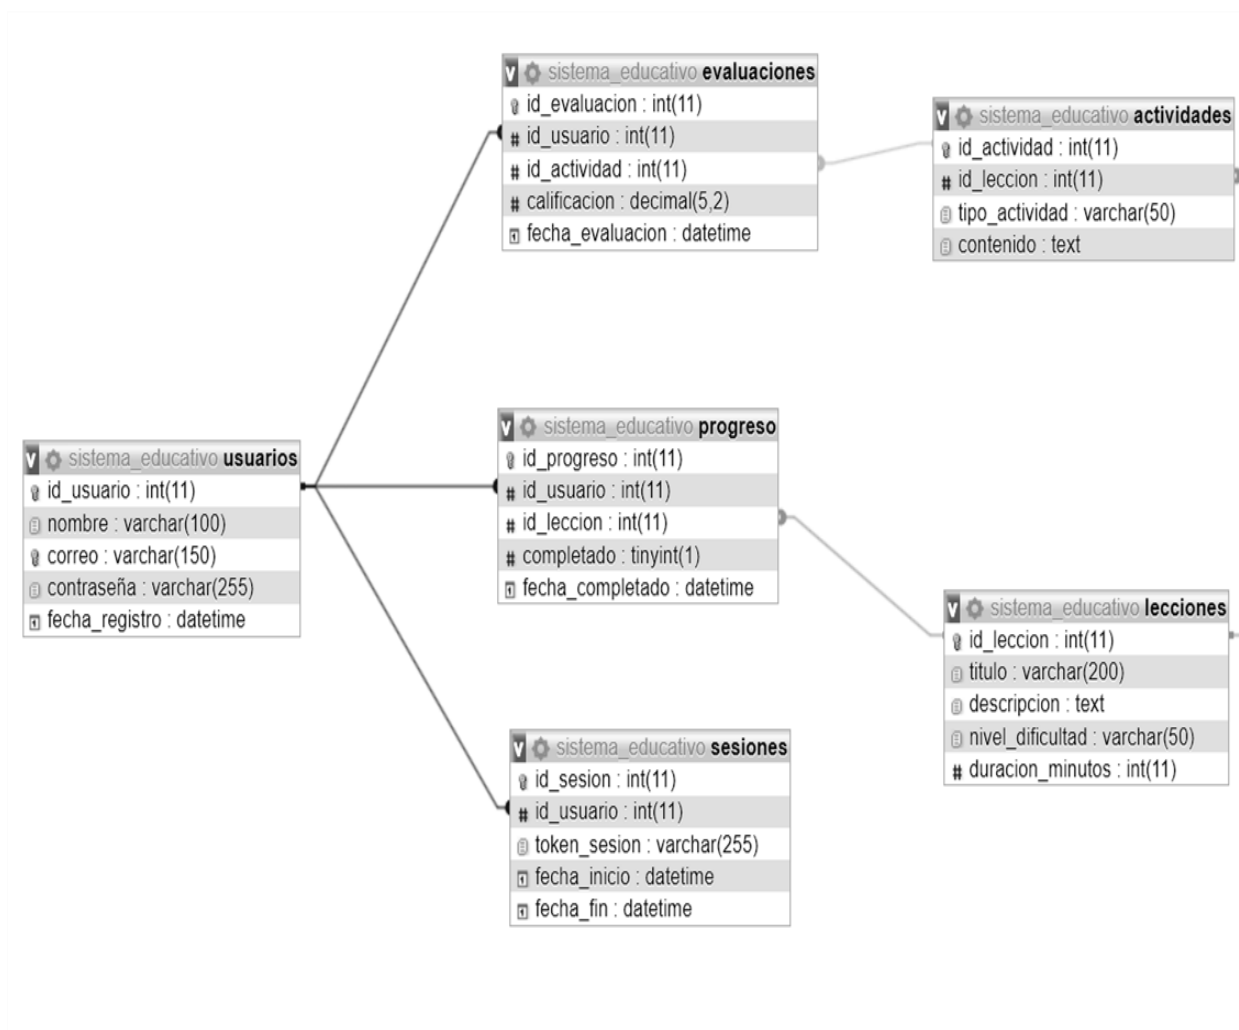 sistema_educativo evaluaciones
id_evaluacion : int(11)
id_usuario : int(11)
id_actividad : int(11)
calificacion : decimal(5,2)
fecha_evaluacion : datetime
sistema_educativo actividades
id_actividad : int(11)
id_leccion : int(11)
tipo_actividad : varchar(50)
contenido : text
sistema_educativo usuarios
id_usuario : int(11)
nombre : varchar(100)
correo : varchar(150)
contraseña : varchar(255)
fecha_registro : datetime
sistema_educativo progreso
id_progreso : int(11)
id_usuario : int(11)
id_leccion : int(11)
completado : tinyint(1)
fecha_completado : datetime
sistema_educativo lecciones
id_leccion : int(11)
titulo : varchar(200)
descripcion : text
nivel_dificultad : varchar(50)
duracion_minutos : int(11)
sistema_educativo sesiones
id_sesion : int(11)
id_usuario : int(11)
token_sesion : varchar(255)
fecha_inicio : datetime
fecha_fin : datetime